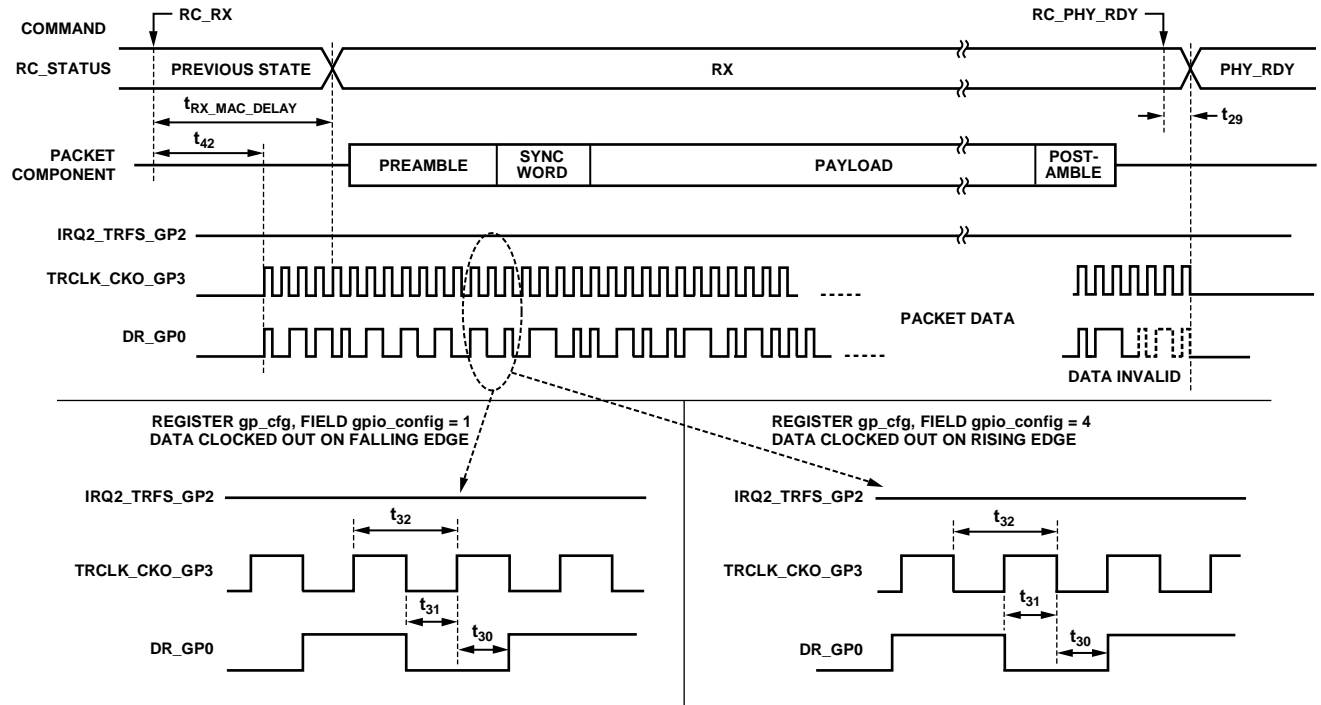 RC_RX
RC_PHY_RDY
COMMAND
RC_STATUS
PREVIOUS STATE
RX
PHY_RDY
tRX_MAC_DELAY
t29
t42
PACKET
COMPONENT
PREAMBLE
SYNC
WORD
PAYLOAD
POST-
AMBLE
IRQ2_TRFS_GP2
TRCLK_CKO_GP3
PACKET DATA
DR_GP0
DATA INVALID
REGISTER gp_cfg, FIELD gpio_config = 1
DATA CLOCKED OUT ON FALLING EDGE
IRQ2_TRFS_GP2
t32
TRCLK_CKO_GP3
t31
t30
DR_GP0
REGISTER gp_cfg, FIELD gpio_config = 4
DATA CLOCKED OUT ON RISING EDGE
IRQ2_TRFS_GP2
t32
TRCLK_CKO_GP3
t31
t30
DR_GP0